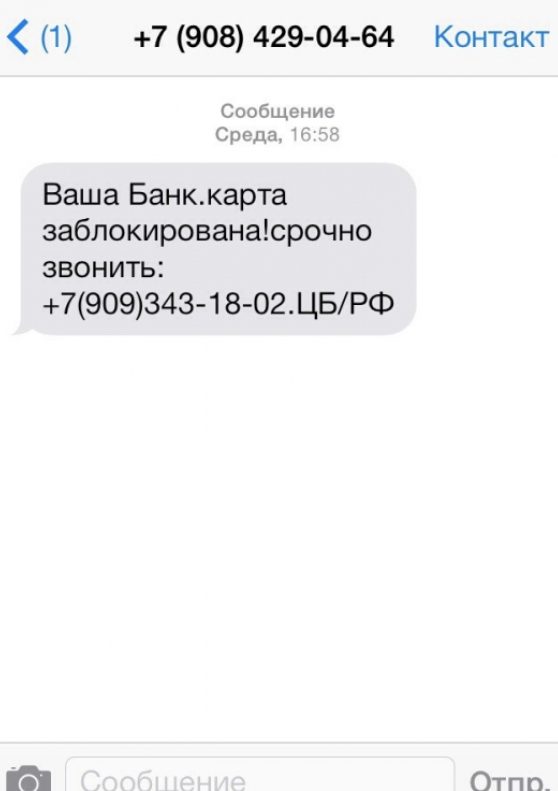 (1) +7 (908) 429-04-64 Контакт
Сообщение
Среда, 16:58
Ваша Банк.карта
заблокирована!срочно
звонить:
+7(909)343-18-02.ЦБ/РФ
Сообщение Отпр.